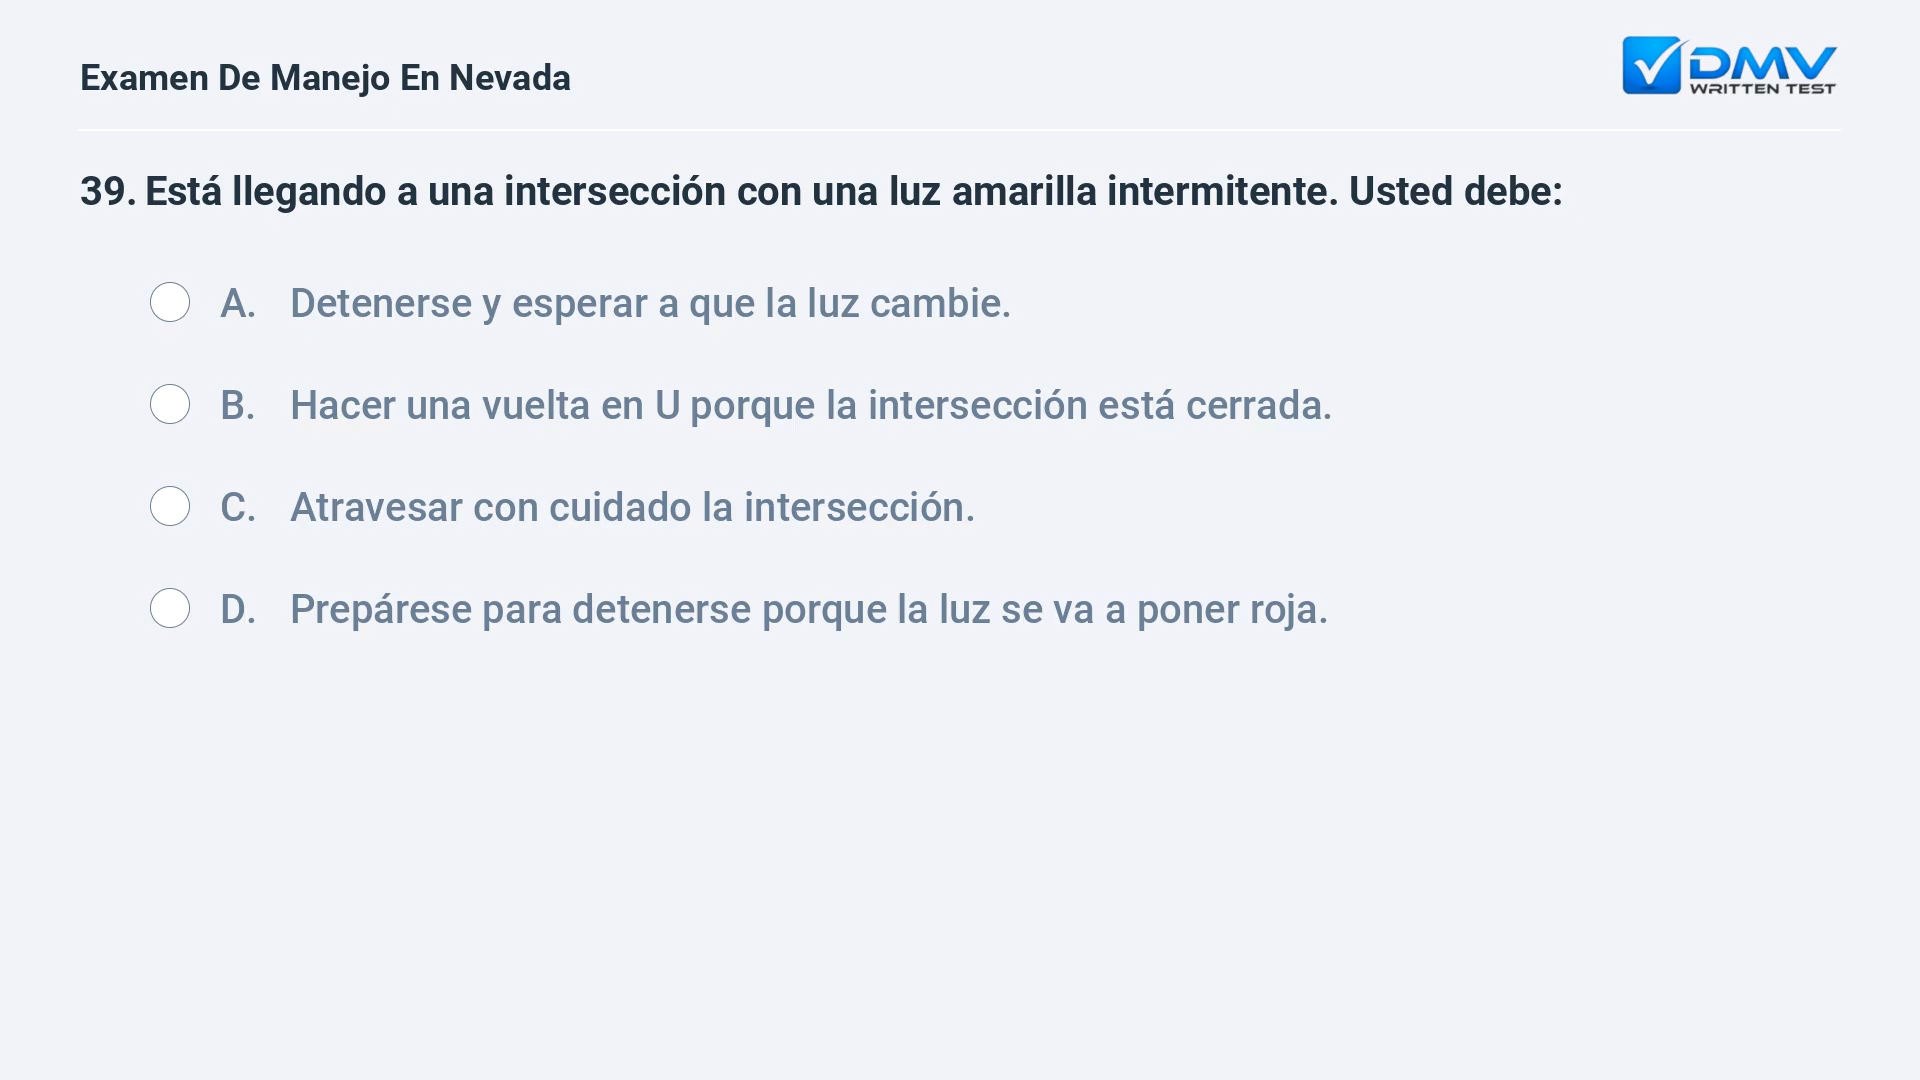 Examen De Manejo En Nevada
DMV
WRITTEN TEST
39. Está llegando a una intersección con una luz amarilla intermitente. Usted debe:
A. Detenerse y esperar a que la luz cambie.
B. Hacer una vuelta en U porque la intersección está cerrada.
C. Atravesar con cuidado la intersección.
D. Prepárese para detenerse porque la luz se va a poner roja.